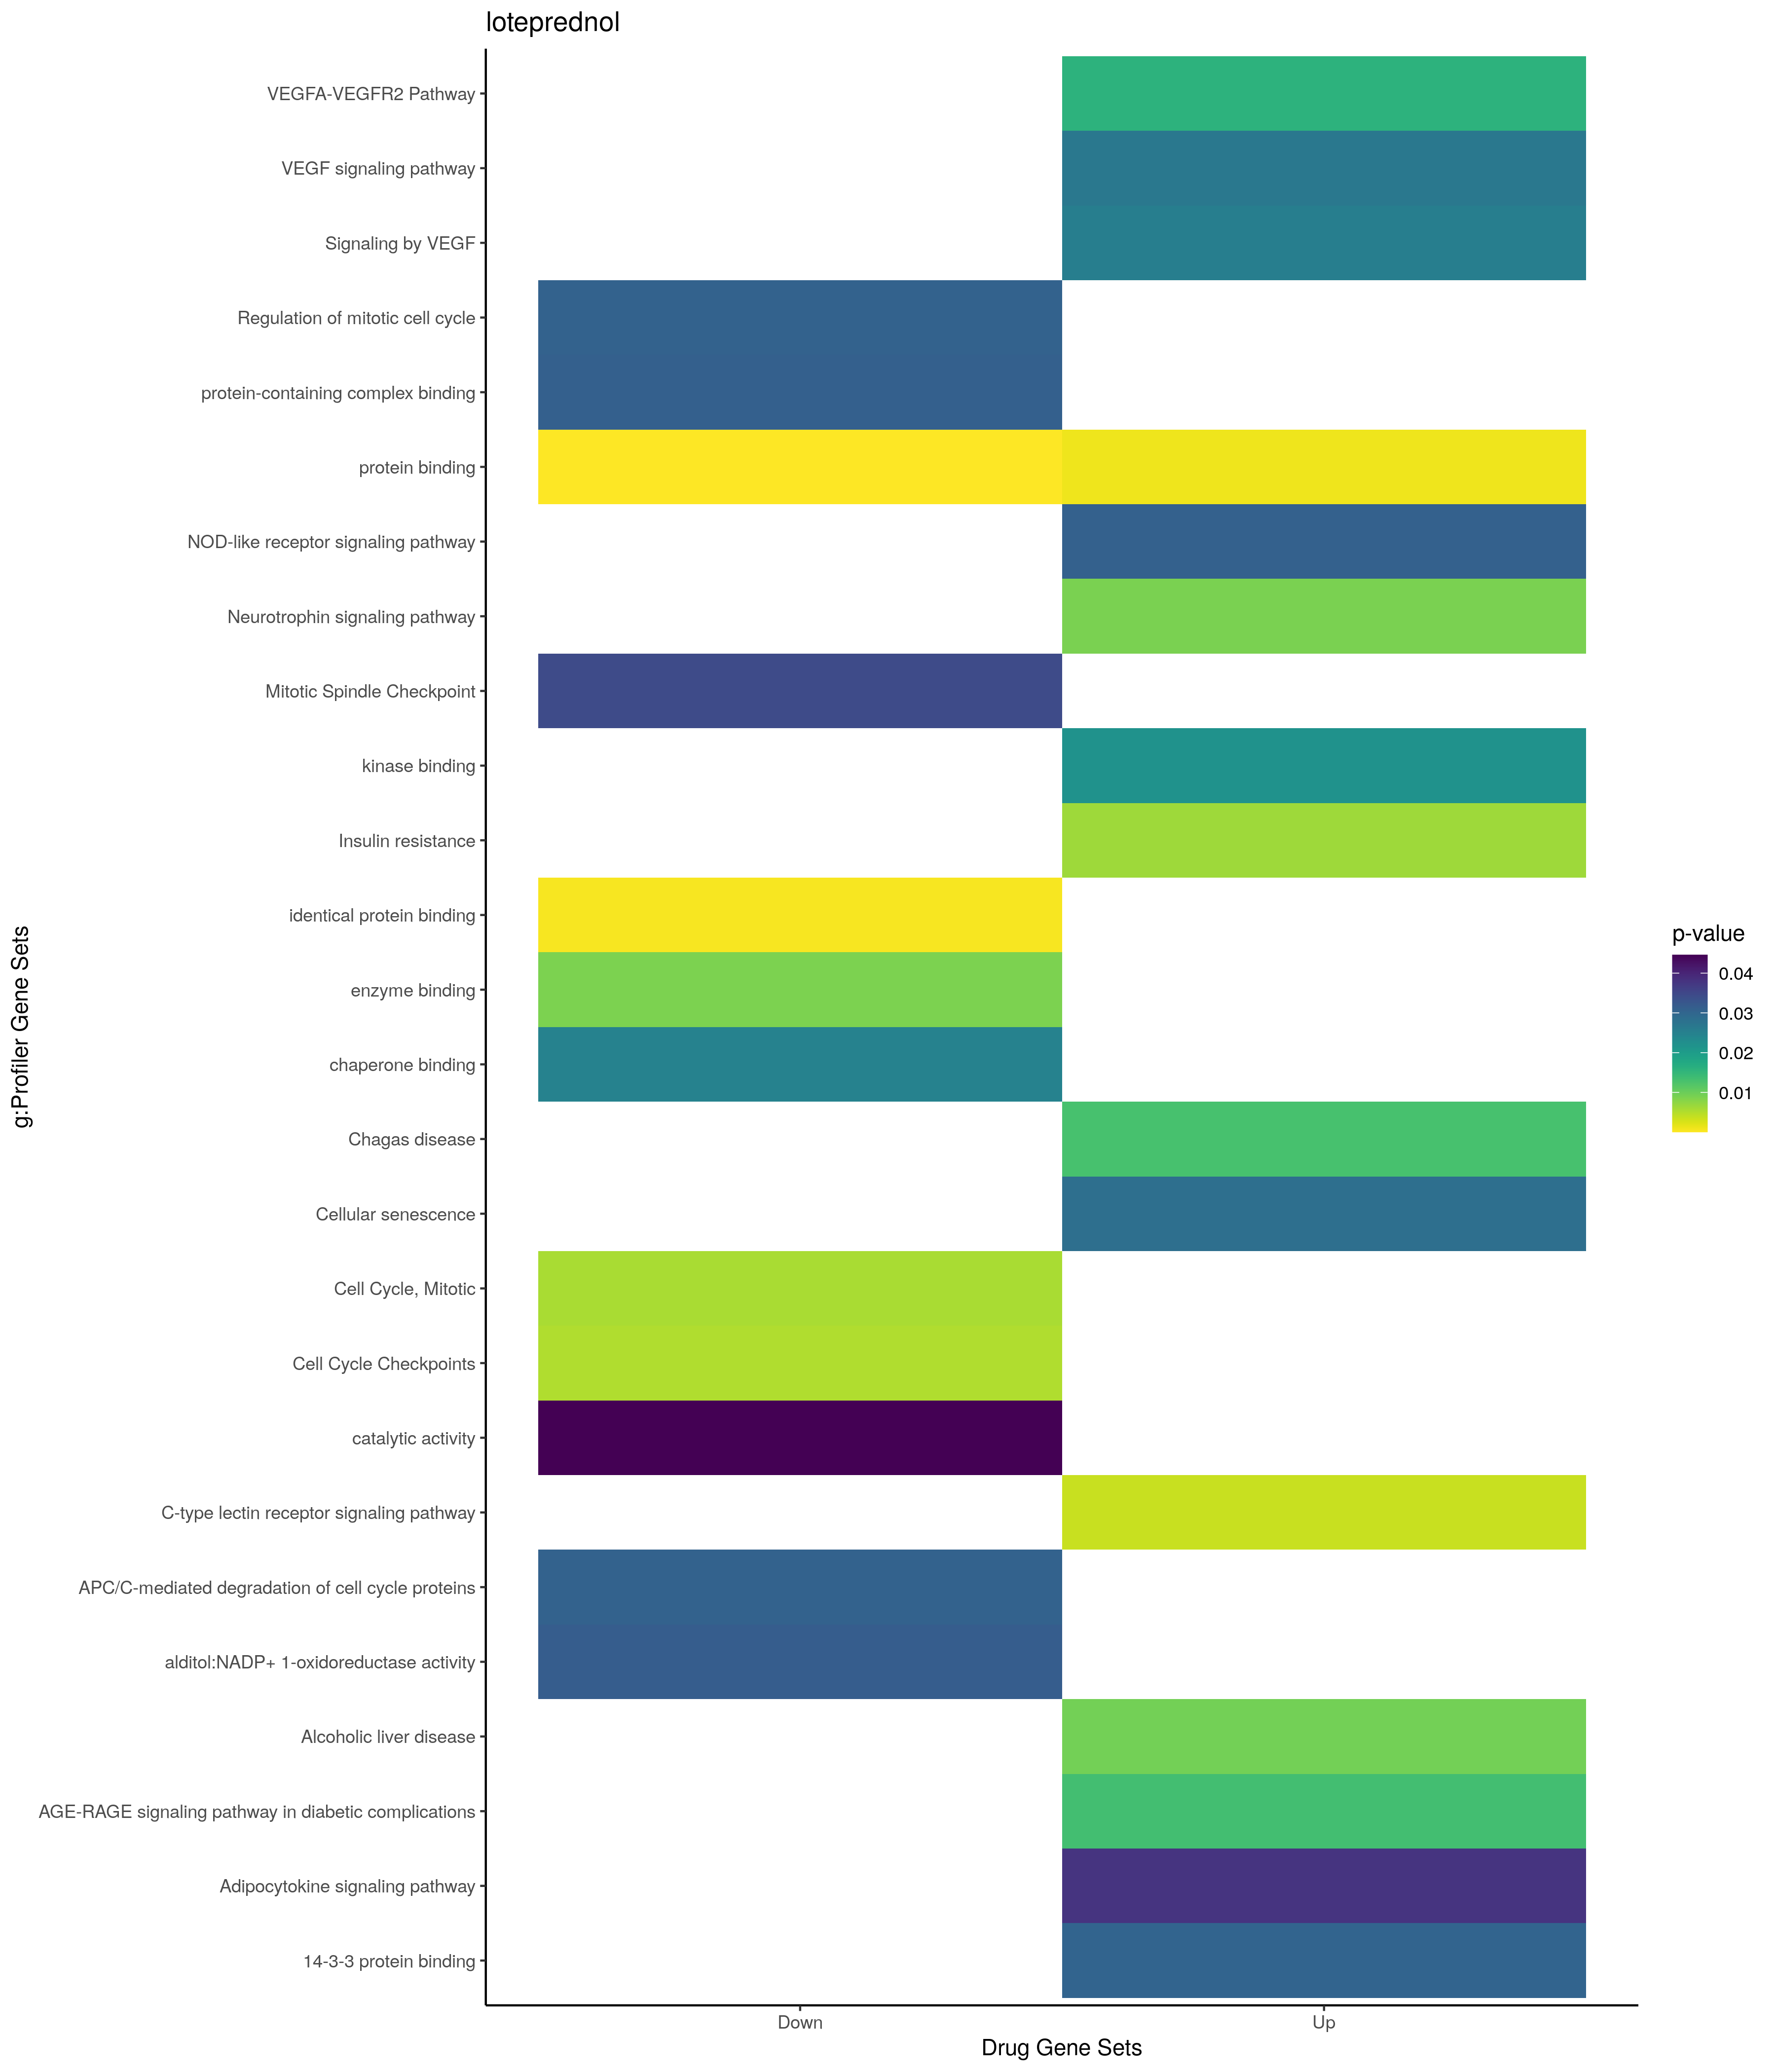 loteprednol
VEGFA-VEGFR2 Pathway
VEGF signaling pathway
Signaling by VEGF
Regulation of mitotic cell cycle
protein-containing complex binding
protein binding
NOD-like receptor signaling pathway
Neurotrophin signaling pathway
Mitotic Spindle Checkpoint
kinase binding
Insulin resistance
identical protein binding
enzyme binding
chaperone binding
Chagas disease
Cellular senescence
Cell Cycle, Mitotic
Cell Cycle Checkpoints
catalytic activity
C-type lectin receptor signaling pathway
APC/C-mediated degradation of cell cycle proteins
alditol:NADP+ 1-oxidoreductase activity
Alcoholic liver disease
AGE-RAGE signaling pathway in diabetic complications
Adipocytokine signaling pathway
14-3-3 protein binding
g:Profiler Gene Sets
Down
Up
Drug Gene Sets
p-value
0.04
0.03
0.02
0.01